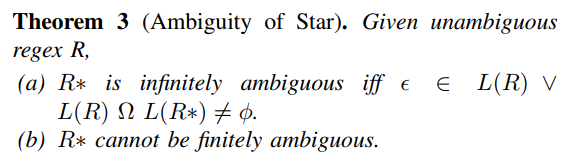 Theorem 3 (Ambiguity of Star). Given unambiguous
regex R,
(a) R∗ is infinitely ambiguous iff ϵ ∈ L(R) ∨
L(R) Ω L(R∗) ≠ ϕ.
(b) R∗ cannot be finitely ambiguous.